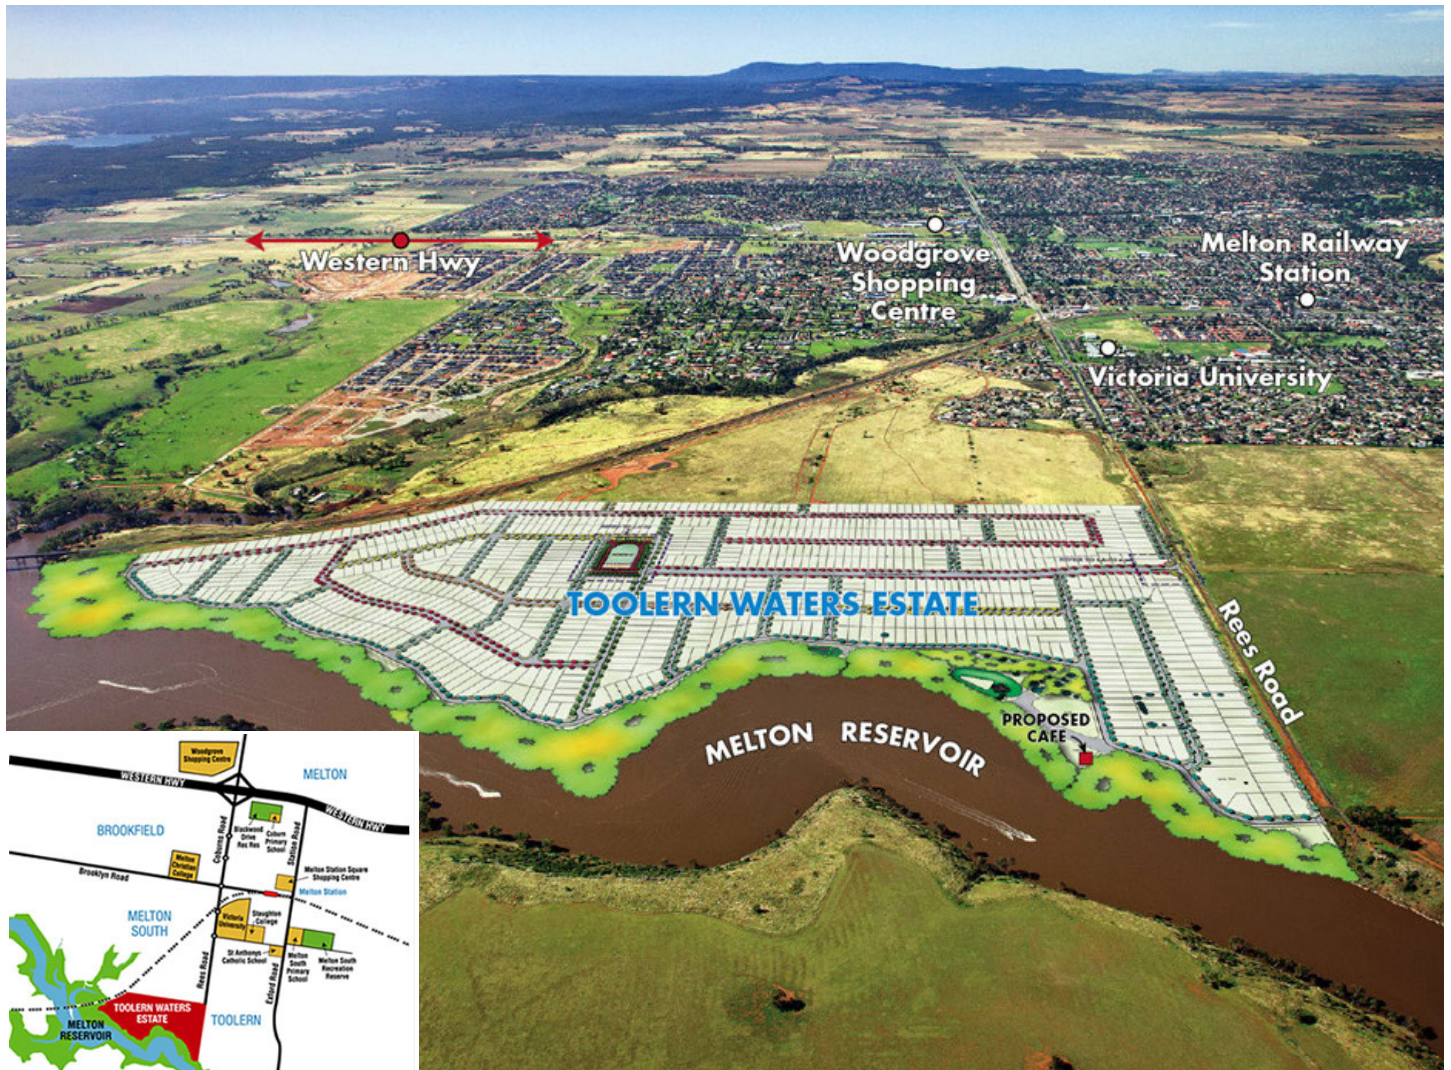 Western Hwy
Woodgrove
Shopping
Centre
Melton Railway
Station
Victoria University
TOOLERN WATERS ESTATE
Rees Road
PROPOSED
CAFE
MELTON RESERVOIR
Woodgrove
Shopping Centre
WESTERN HWY
MELTON
WESTERN HWY
BROOKFIELD
Coburns Road
Blackwood
Drive
Rec Res
Coburn
Primary
School
Station Road
Melton
Christian
College
Brooklyn Road
Melton Station Square
Shopping Centre
Melton Station
MELTON
SOUTH
Victoria
University
Staughton
College
St Anthonys
Catholic School
Melton
South
Primary
School
Melton South
Recreation
Reserve
Rees Road
Exford Road
TOOLERN WATERS
ESTATE
TOOLERN
MELTON
RESERVOIR